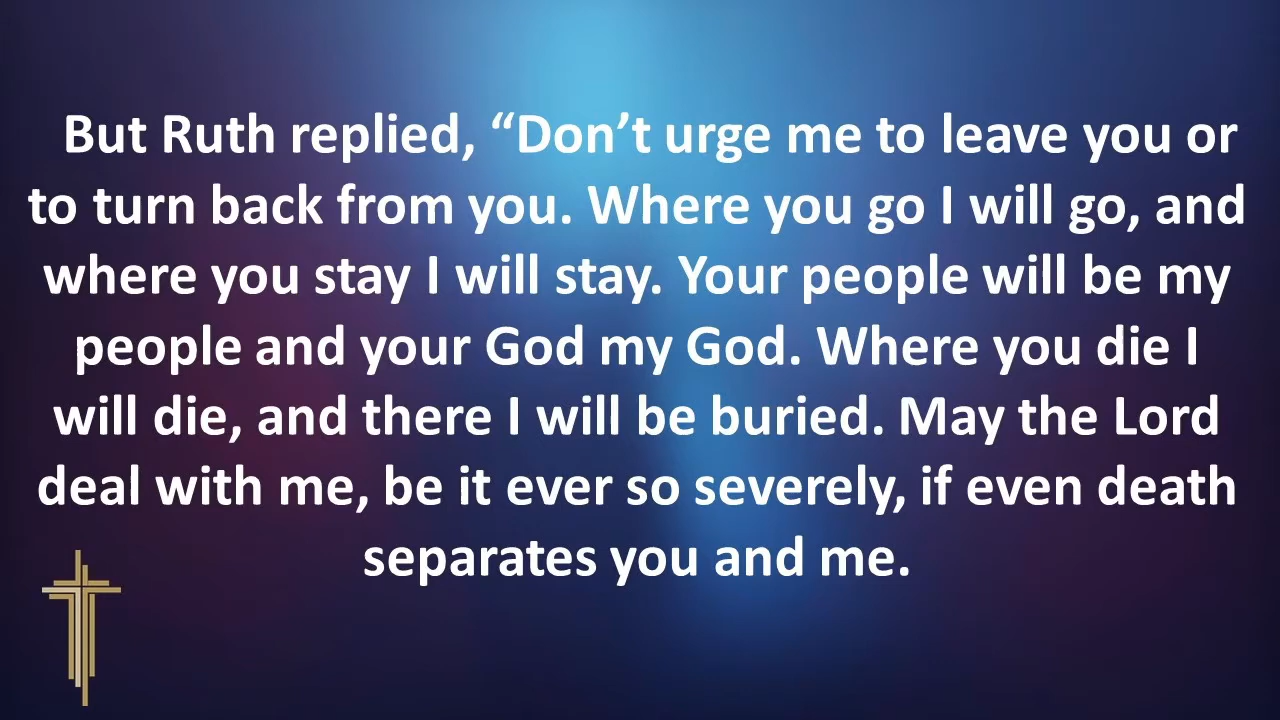 But Ruth replied, “Don’t urge me to leave you or
to turn back from you. Where you go I will go, and
where you stay I will stay. Your people will be my
people and your God my God. Where you die I
will die, and there I will be buried. May the Lord
deal with me, be it ever so severely, if even death
separates you and me.